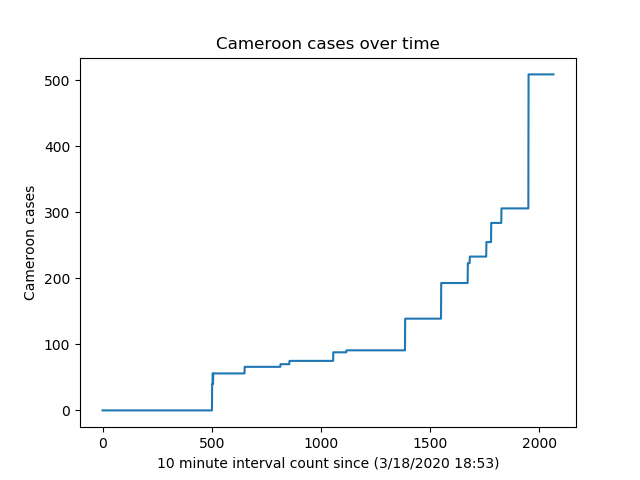 Cameroon cases over time
500
400
300
200
100
0
Cameroon cases
0 500 1000 1500 2000
10 minute interval count since (3/18/2020 18:53)